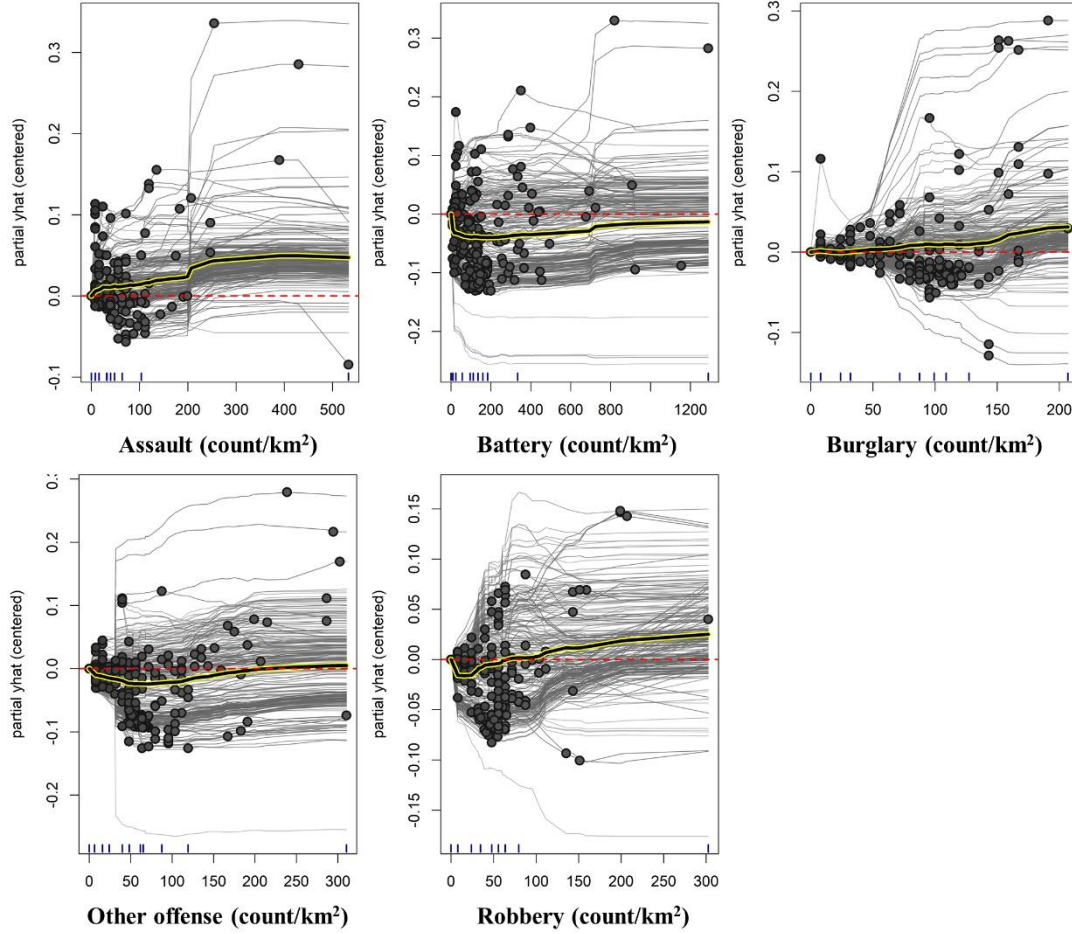 partial yhat (centered)
0.3
0.2
0.1
0.0
-0.1
0 100 200 300 400 500
Assault (count/km²)
partial yhat (centered)
0.3
0.2
0.1
0.0
-0.1
-0.2
0 200 400 600 800 1200
Battery (count/km²)
partial yhat (centered)
0.3
0.2
0.1
0.0
-0.1
0 50 100 150 200
Burglary (count/km²)
partial yhat (centered)
0.2
0.1
0.0
-0.1
-0.2
0 50 100 150 200 250 300
Other offense (count/km²)
partial yhat (centered)
0.15
0.10
0.05
0.00
-0.05
-0.10
-0.15
0 50 100 150 200 250 300
Robbery (count/km²)